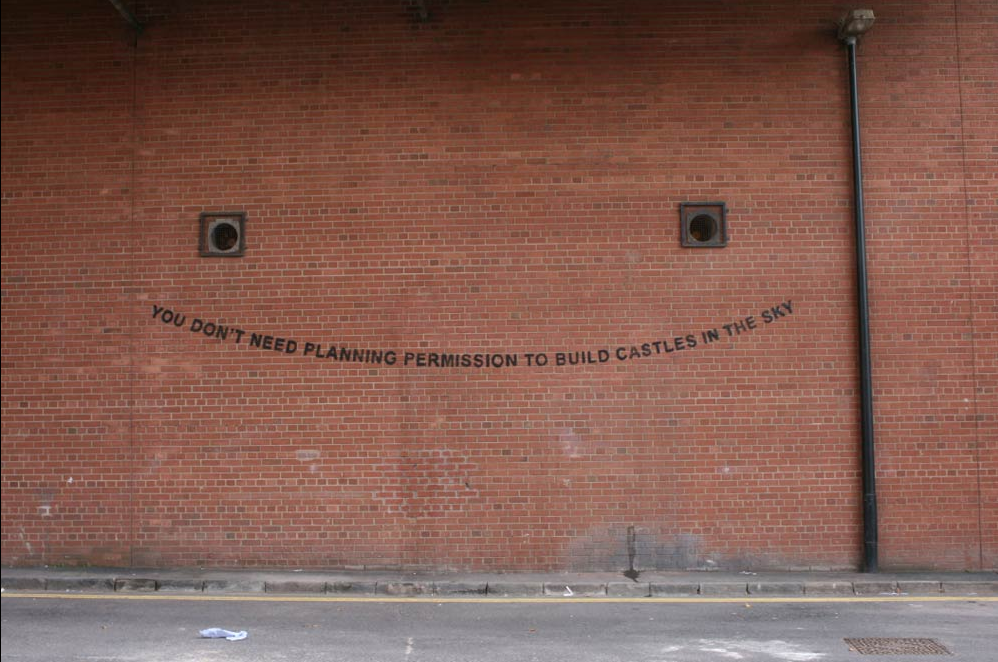 YOU DON'T NEED PLANNING PERMISSION TO BUILD CASTLES IN THE SKY